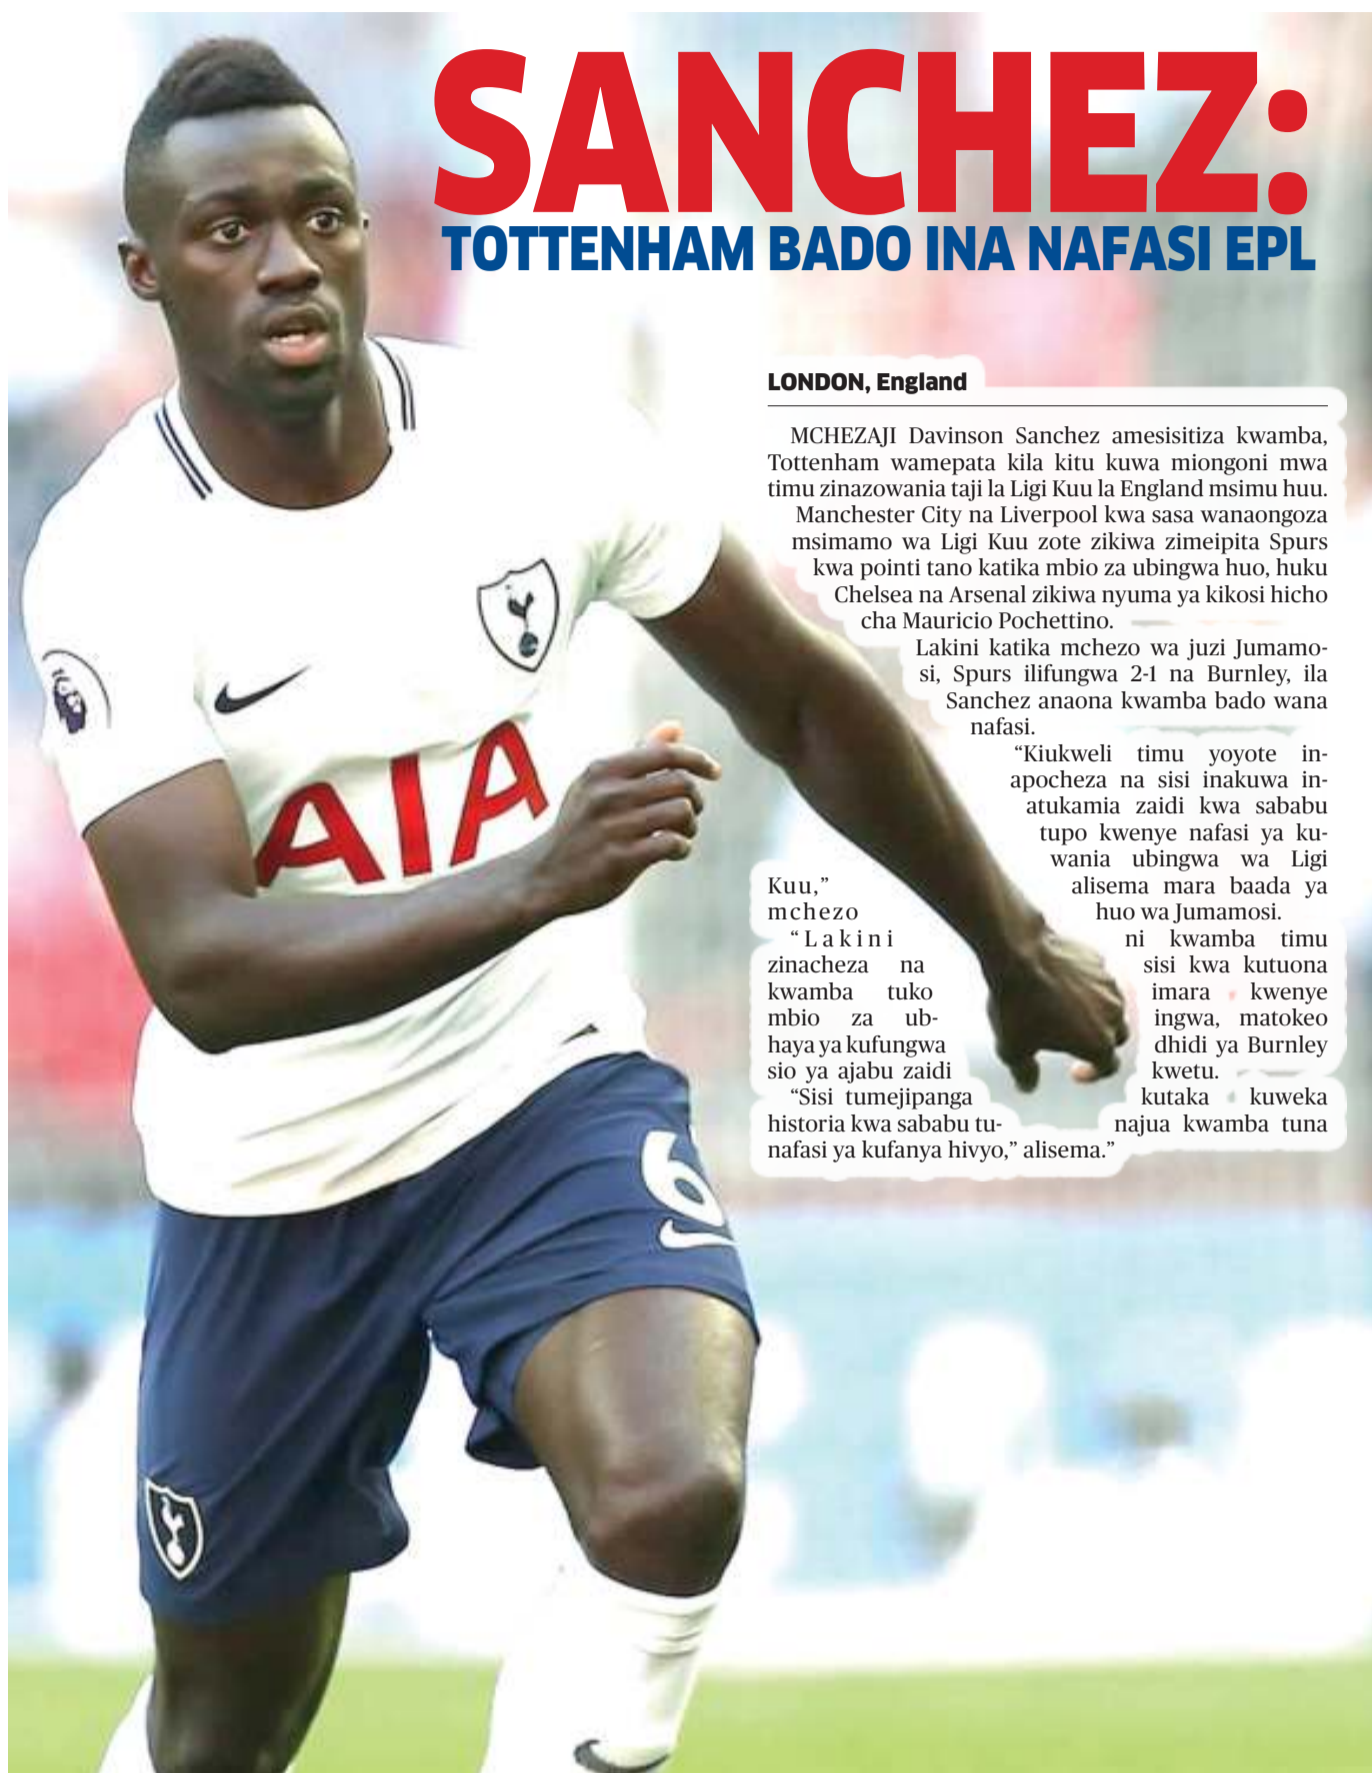 SANCHEZ:
TOTTENHAM BADO INA NAFASI EPL
LONDON, England
MCHEZAJI Davinson Sanchez amesisitiza kwamba,
Tottenham wamepata kila kitu kuwa miongoni mwa
timu zinazowania taji la Ligi Kuu la England msimu huu.
Manchester City na Liverpool kwa sasa wanaongoza
msimamo wa Ligi Kuu zote zikiwa zimeipita Spurs
kwa pointi tano katika mbio za ubingwa huo, huku
Chelsea na Arsenal zikiwa nyuma ya kikosi hicho
cha Mauricio Pochettino.
Lakini katika mchezo wa juzi Jumamo-
si, Spurs ilifungwa 2-1 na Burnley, ila
Sanchez anaona kwamba bado wana
nafasi.
“Kiukweli timu yoyote in-
apocheza na sisi inakuwa in-
atukamia zaidi kwa sababu
tupo kwenye nafasi ya ku-
wania ubingwa wa Ligi
Kuu,” alisema mara baada ya
mchezo huo wa Jumamosi.
“Lakini ni kwamba timu
zinacheza na sisi kwa kutuona
kwamba tuko imara kwenye
mbio za ub- ingwa, matokeo
haya ya kufungwa dhidi ya Burnley
sio ya ajabu zaidi kwetu.
“Sisi tumejipanga kutaka kuweka
historia kwa sababu tu- najua kwamba tuna
nafasi ya kufanya hivyo,” alisema.”
AIA
6